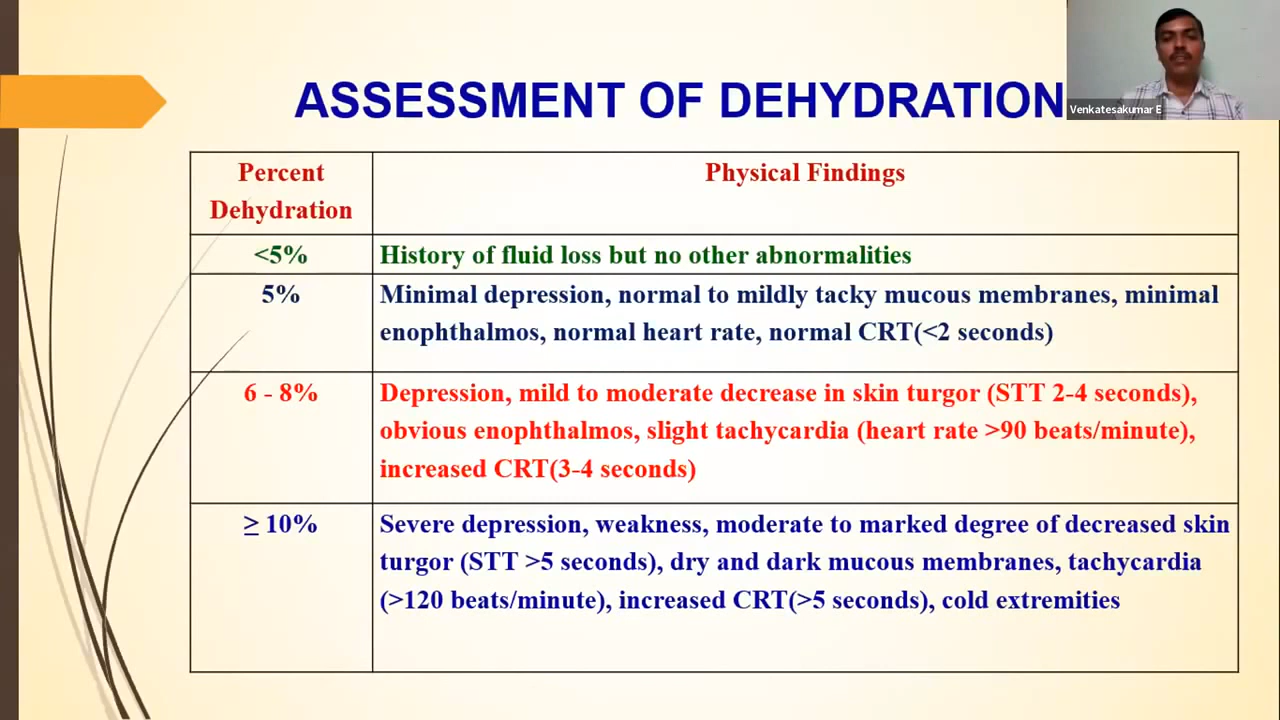 ASSESSMENT OF DEHYDRATION
Venkatesakumar E
Percent
Dehydration
Physical Findings
<5%
History of fluid loss but no other abnormalities
5%
Minimal depression, normal to mildly tacky mucous membranes, minimal
enophthalmos, normal heart rate, normal CRT(<2 seconds)
6 - 8%
Depression, mild to moderate decrease in skin turgor (STT 2-4 seconds),
obvious enophthalmos, slight tachycardia (heart rate >90 beats/minute),
increased CRT(3-4 seconds)
≥ 10%
Severe depression, weakness, moderate to marked degree of decreased skin
turgor (STT >5 seconds), dry and dark mucous membranes, tachycardia
(>120 beats/minute), increased CRT(>5 seconds), cold extremities